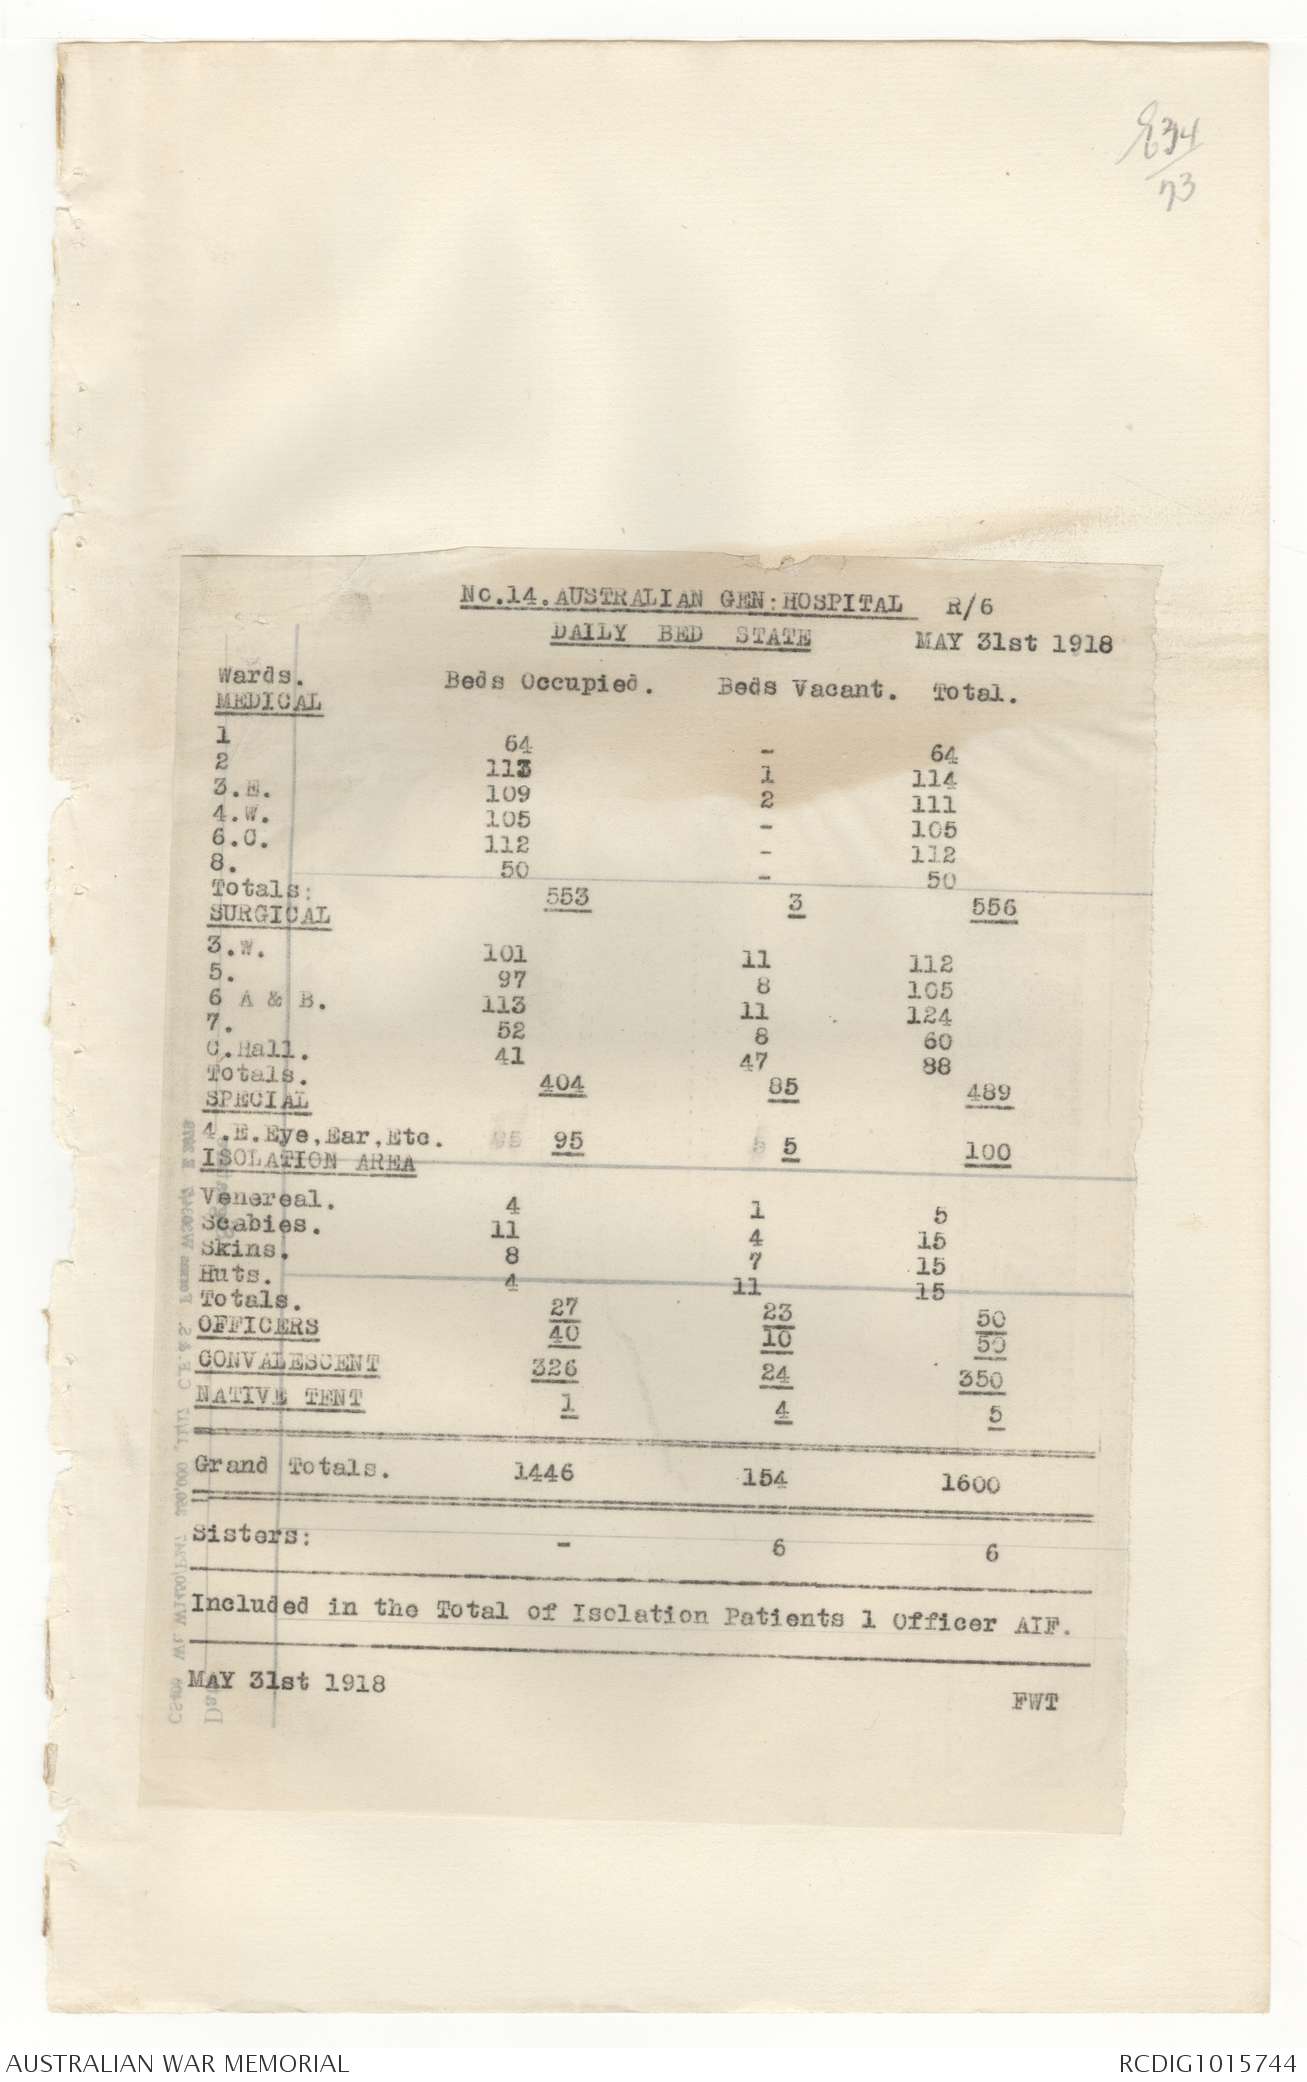 634
73
No.14.AUSTRALIAN GEN:HOSPITAL R/6
DAILY BED STATE MAY 31st 1918
Wards. Beds Occupied. Beds Vacant. Total.
MEDICAL
1 64 - 64
2 113 1 114
3.E. 109 2 111
4.W. 105 - 105
6.C. 112 - 112
8. 50 - 50
Totals: 553 3 556
SURGICAL
3.W. 101 11 112
5. 97 8 105
6 A & B. 113 11 124
7. 52 8 60
C.Hall. 41 47 88
Totals. 404 85 489
SPECIAL
4.E.Eye,Ear,Etc. 95 5 100
ISOLATION AREA
Venereal. 4 1 5
Scabies. 11 4 15
Skins. 8 7 15
Huts. 4 11 15
Totals. 27 23 50
OFFICERS 40 10 50
CONVALESCENT 326 24 350
NATIVE TENT 1 4 5
Grand Totals. 1446 154 1600
Sisters: - 6 6
Included in the Total of Isolation Patients 1 Officer AIF.
MAY 31st 1918
FWT
AUSTRALIAN WAR MEMORIAL RCDIG1015744